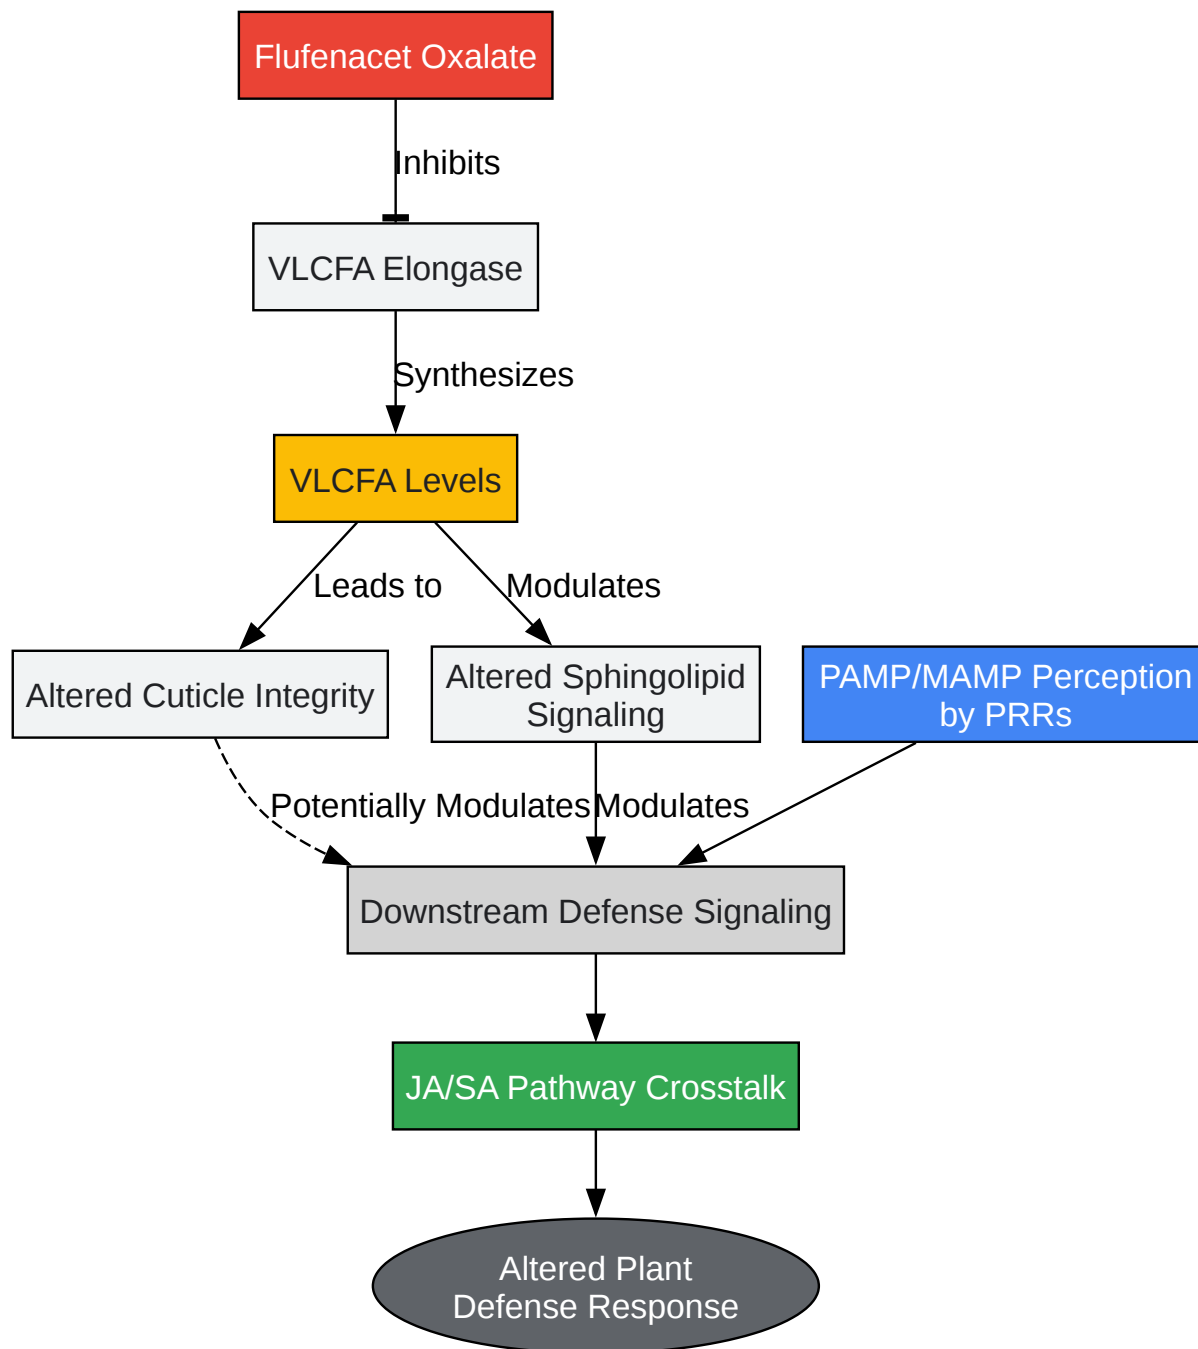 Flufenacet Oxalate
Inhibits
VLCFA Elongase
Synthesizes
VLCFA Levels
Leads to
Modulates
Altered Cuticle Integrity
Altered Sphingolipid
Signaling
PAMP/MAMP Perception
by PRRs
Potentially Modulates
Modulates
Downstream Defense Signaling
JA/SA Pathway Crosstalk
Altered Plant
Defense Response